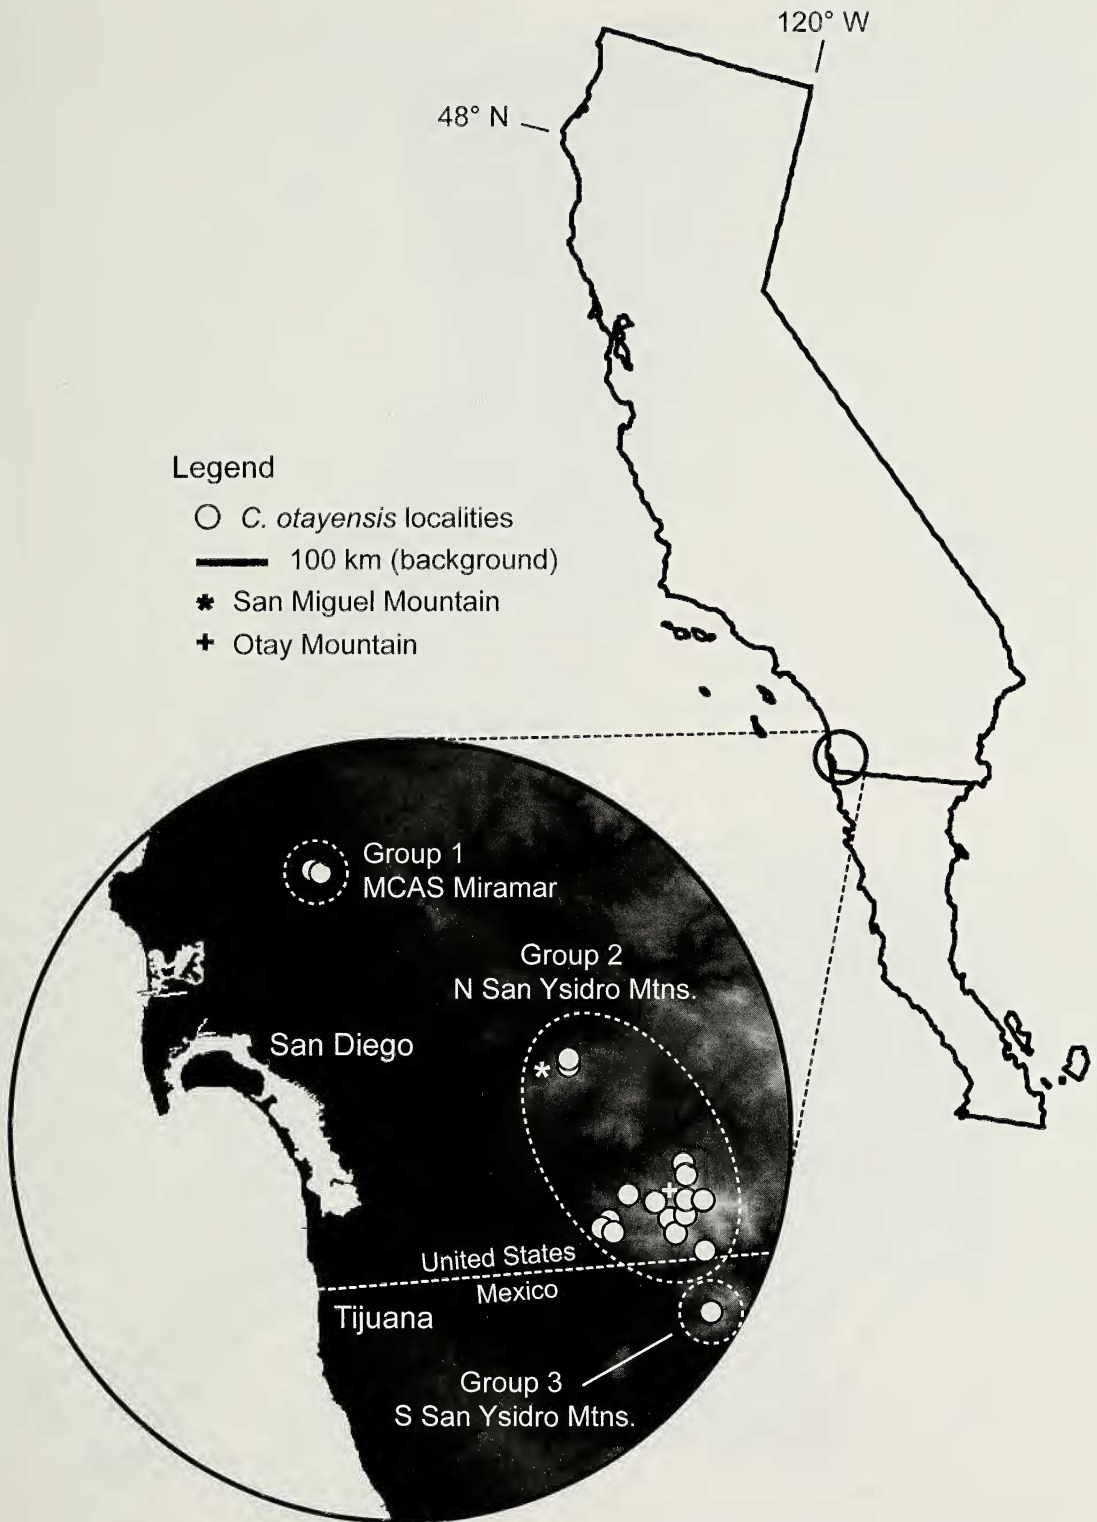 120° W
48° N
Legend
C. otayensis localities
100 km (background)
* San Miguel Mountain
+ Otay Mountain
Group 1
MCAS Miramar
Group 2
N San Ysidro Mtns.
San Diego
United States
Mexico
Tijuana
Group 3
S San Ysidro Mtns.